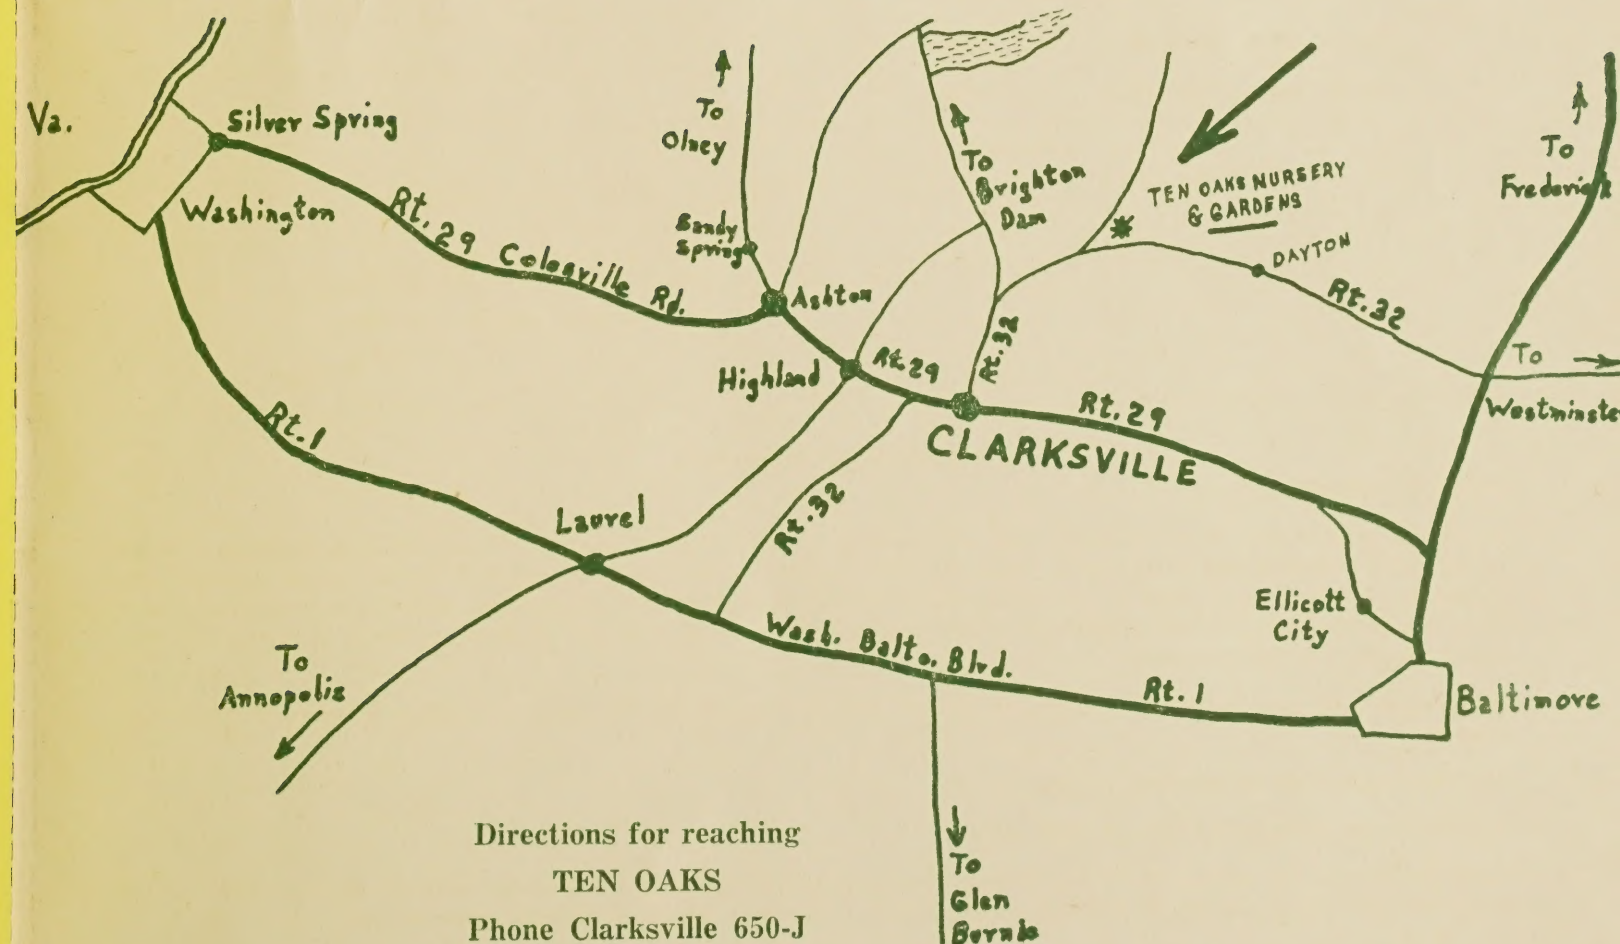 Va.
Silver Spring
Washington
Rt. 29 Colesville Rd.
To
Olney
Sandy
Spring
Ashton
To
Brighton
Dam
TEN OAKS NURSERY
& GARDENS
DAYTON
Rt. 32
To
Frederick
To
Westminste
Highland
Rt. 29
Rt. 32
Rt. 29
CLARKSVILLE
Rt. 1
Laurel
Rt. 32
Ellicott
City
Wash. Balto. Blvd.
Rt. 1
Baltimore
To
Annopolis
To
Glen
Burnie
Directions for reaching
TEN OAKS
Phone Clarksville 650-J